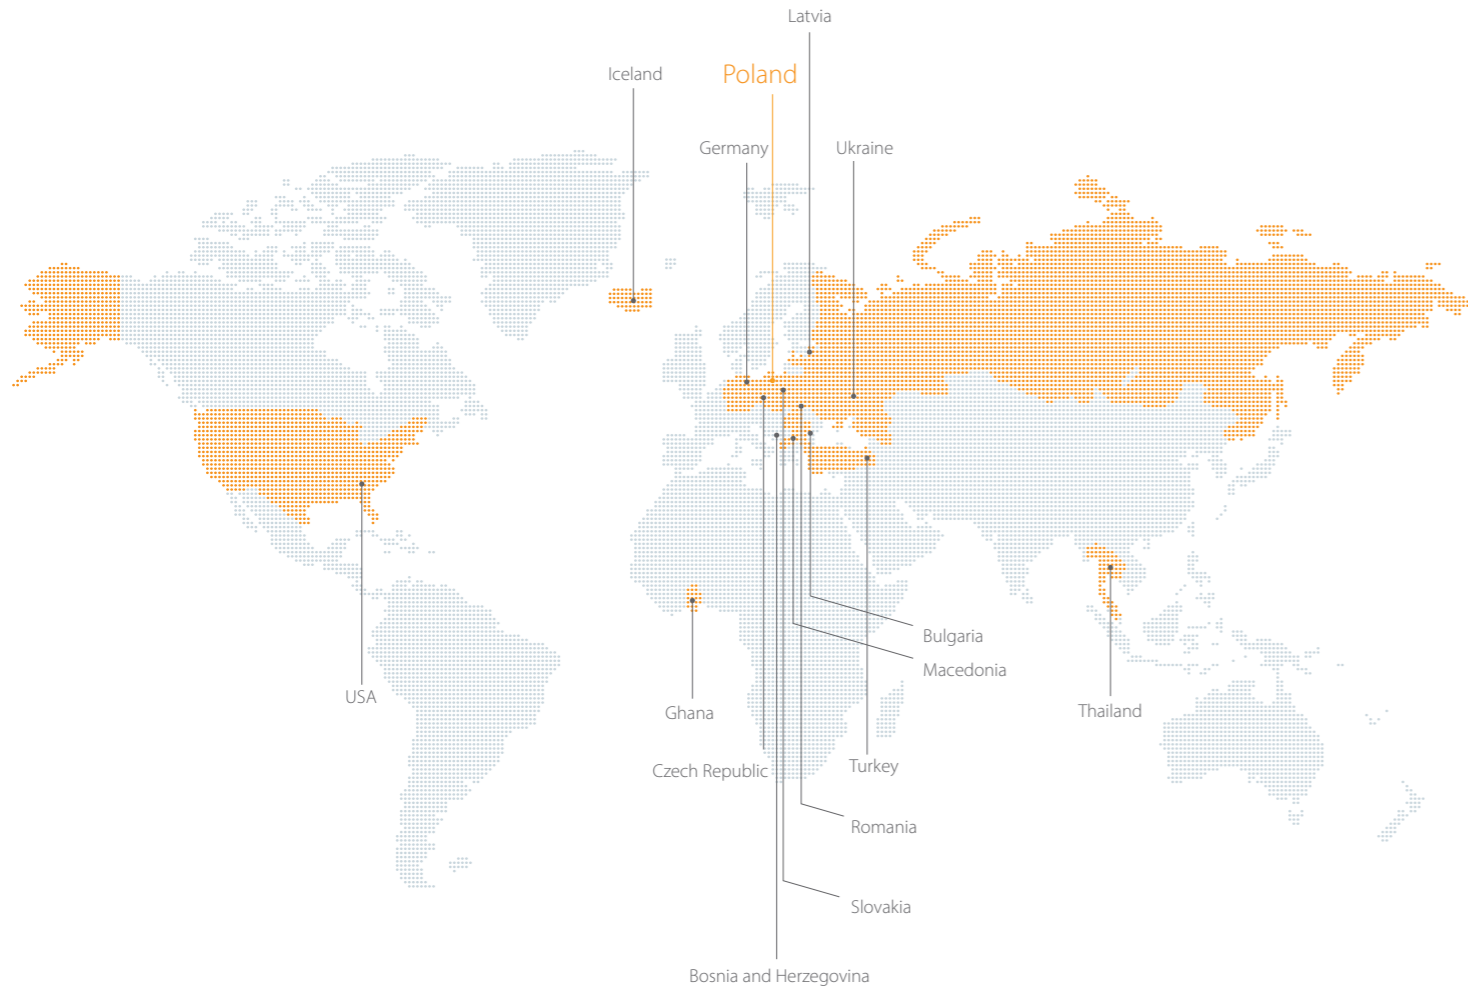 Latvia
Iceland
Poland
Germany
Ukraine
Bulgaria
Macedonia
USA
Ghana
Thailand
Czech Republic
Turkey
Romania
Slovakia
Bosnia and Herzegovina